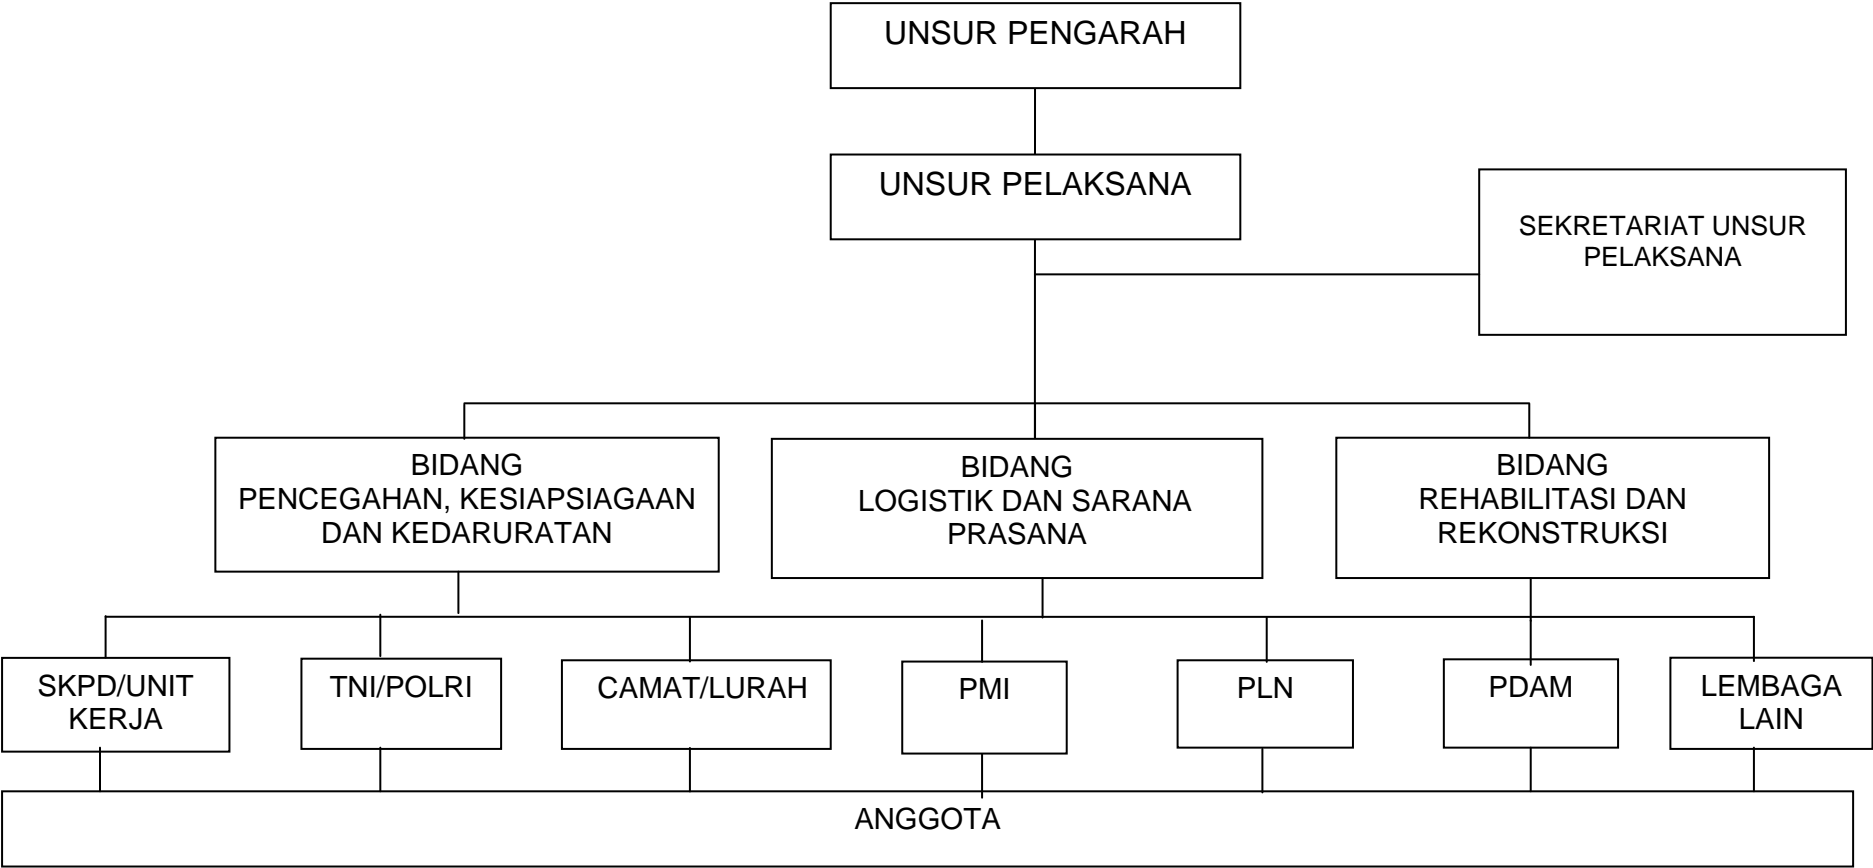 UNSUR PENGARAH
UNSUR PELAKSANA
SEKRETARIAT UNSUR
PELAKSANA
BIDANG
PENCEGAHAN, KESIAPSIAGAAN
DAN KEDARURATAN
BIDANG
LOGISTIK DAN SARANA
PRASANA
BIDANG
REHABILITASI DAN
REKONSTRUKSI
SKPD/UNIT
KERJA
TNI/POLRI
CAMAT/LURAH
PMI
PLN
PDAM
LEMBAGA
LAIN
ANGGOTA